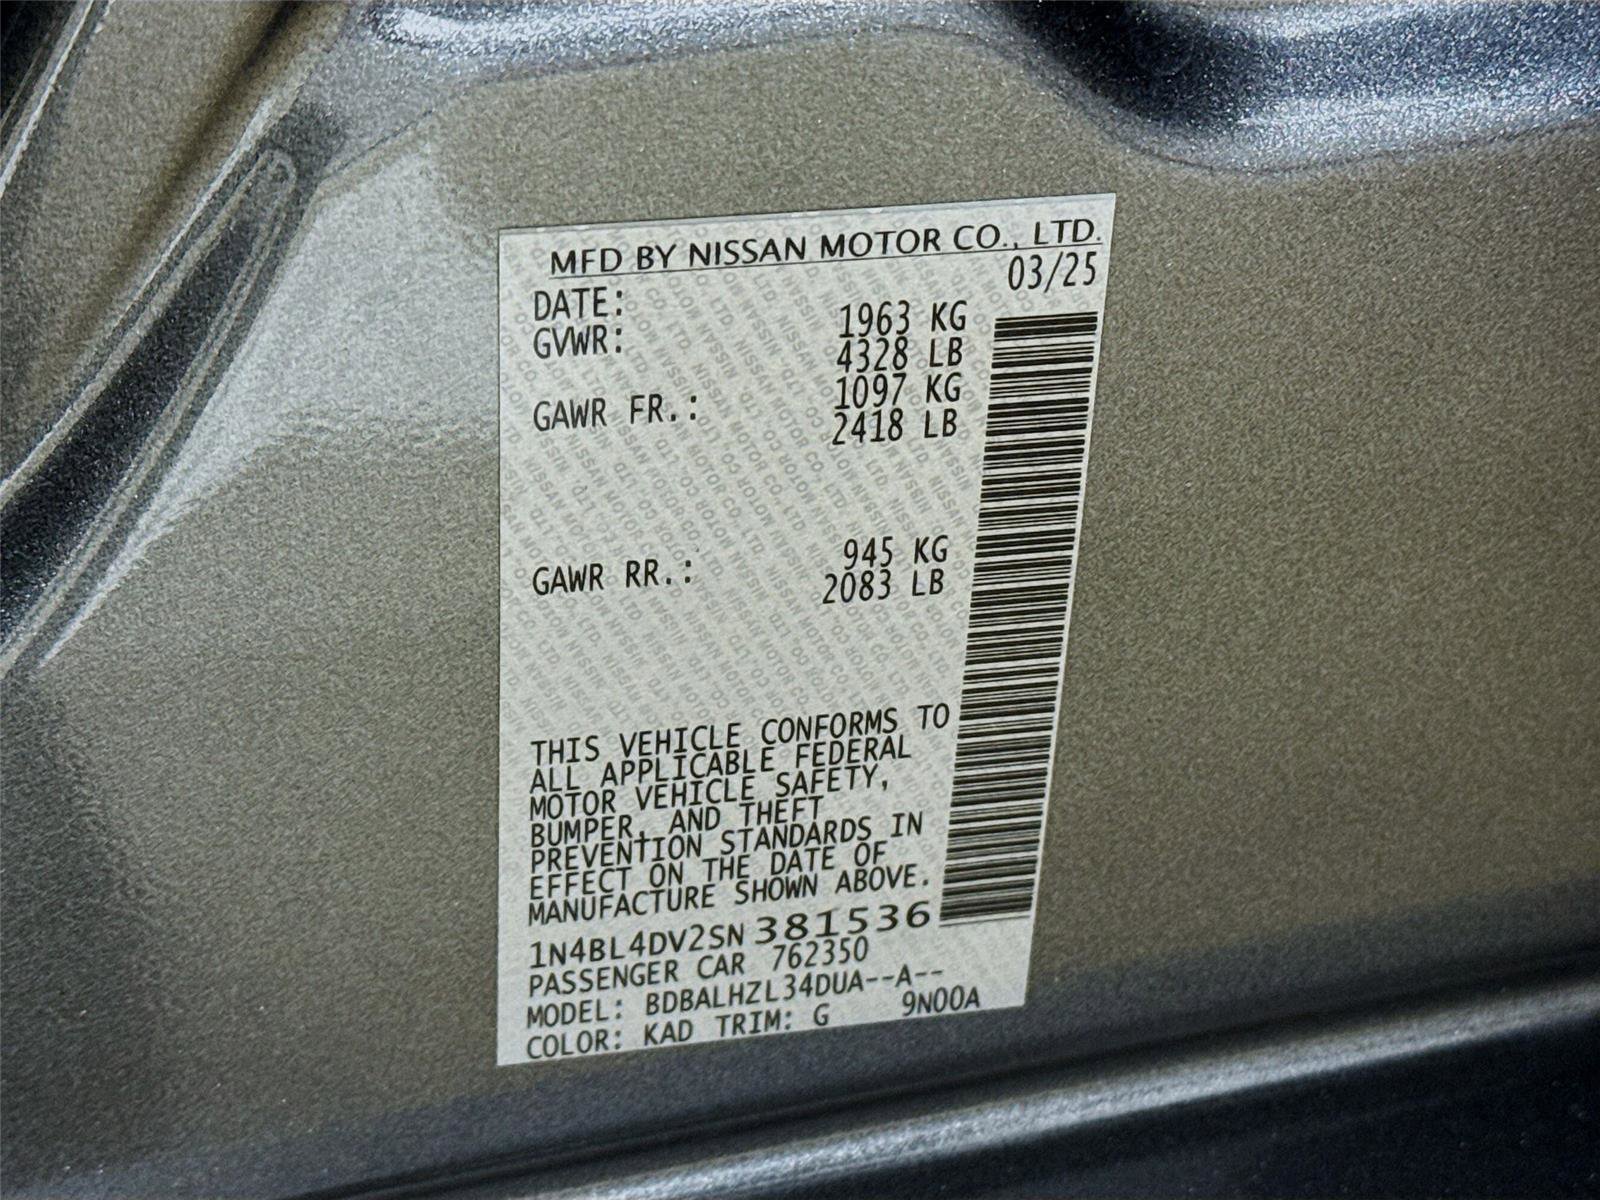 MFD BY NISSAN MOTOR CO., LTD.
DATE: 03/25
GVWR: 1963 KG
4328 LB
GAWR FR.: 1097 KG
2418 LB
GAWR RR.: 945 KG
2083 LB
THIS VEHICLE CONFORMS TO
ALL APPLICABLE FEDERAL
MOTOR VEHICLE SAFETY,
BUMPER, AND THEFT
PREVENTION STANDARDS IN
EFFECT ON THE DATE OF
MANUFACTURE SHOWN ABOVE.
1N4BL4DV2SN381536
PASSENGER CAR 762350
MODEL: BDBALHZL34DUA--A--
COLOR: KAD TRIM: G 9N00A